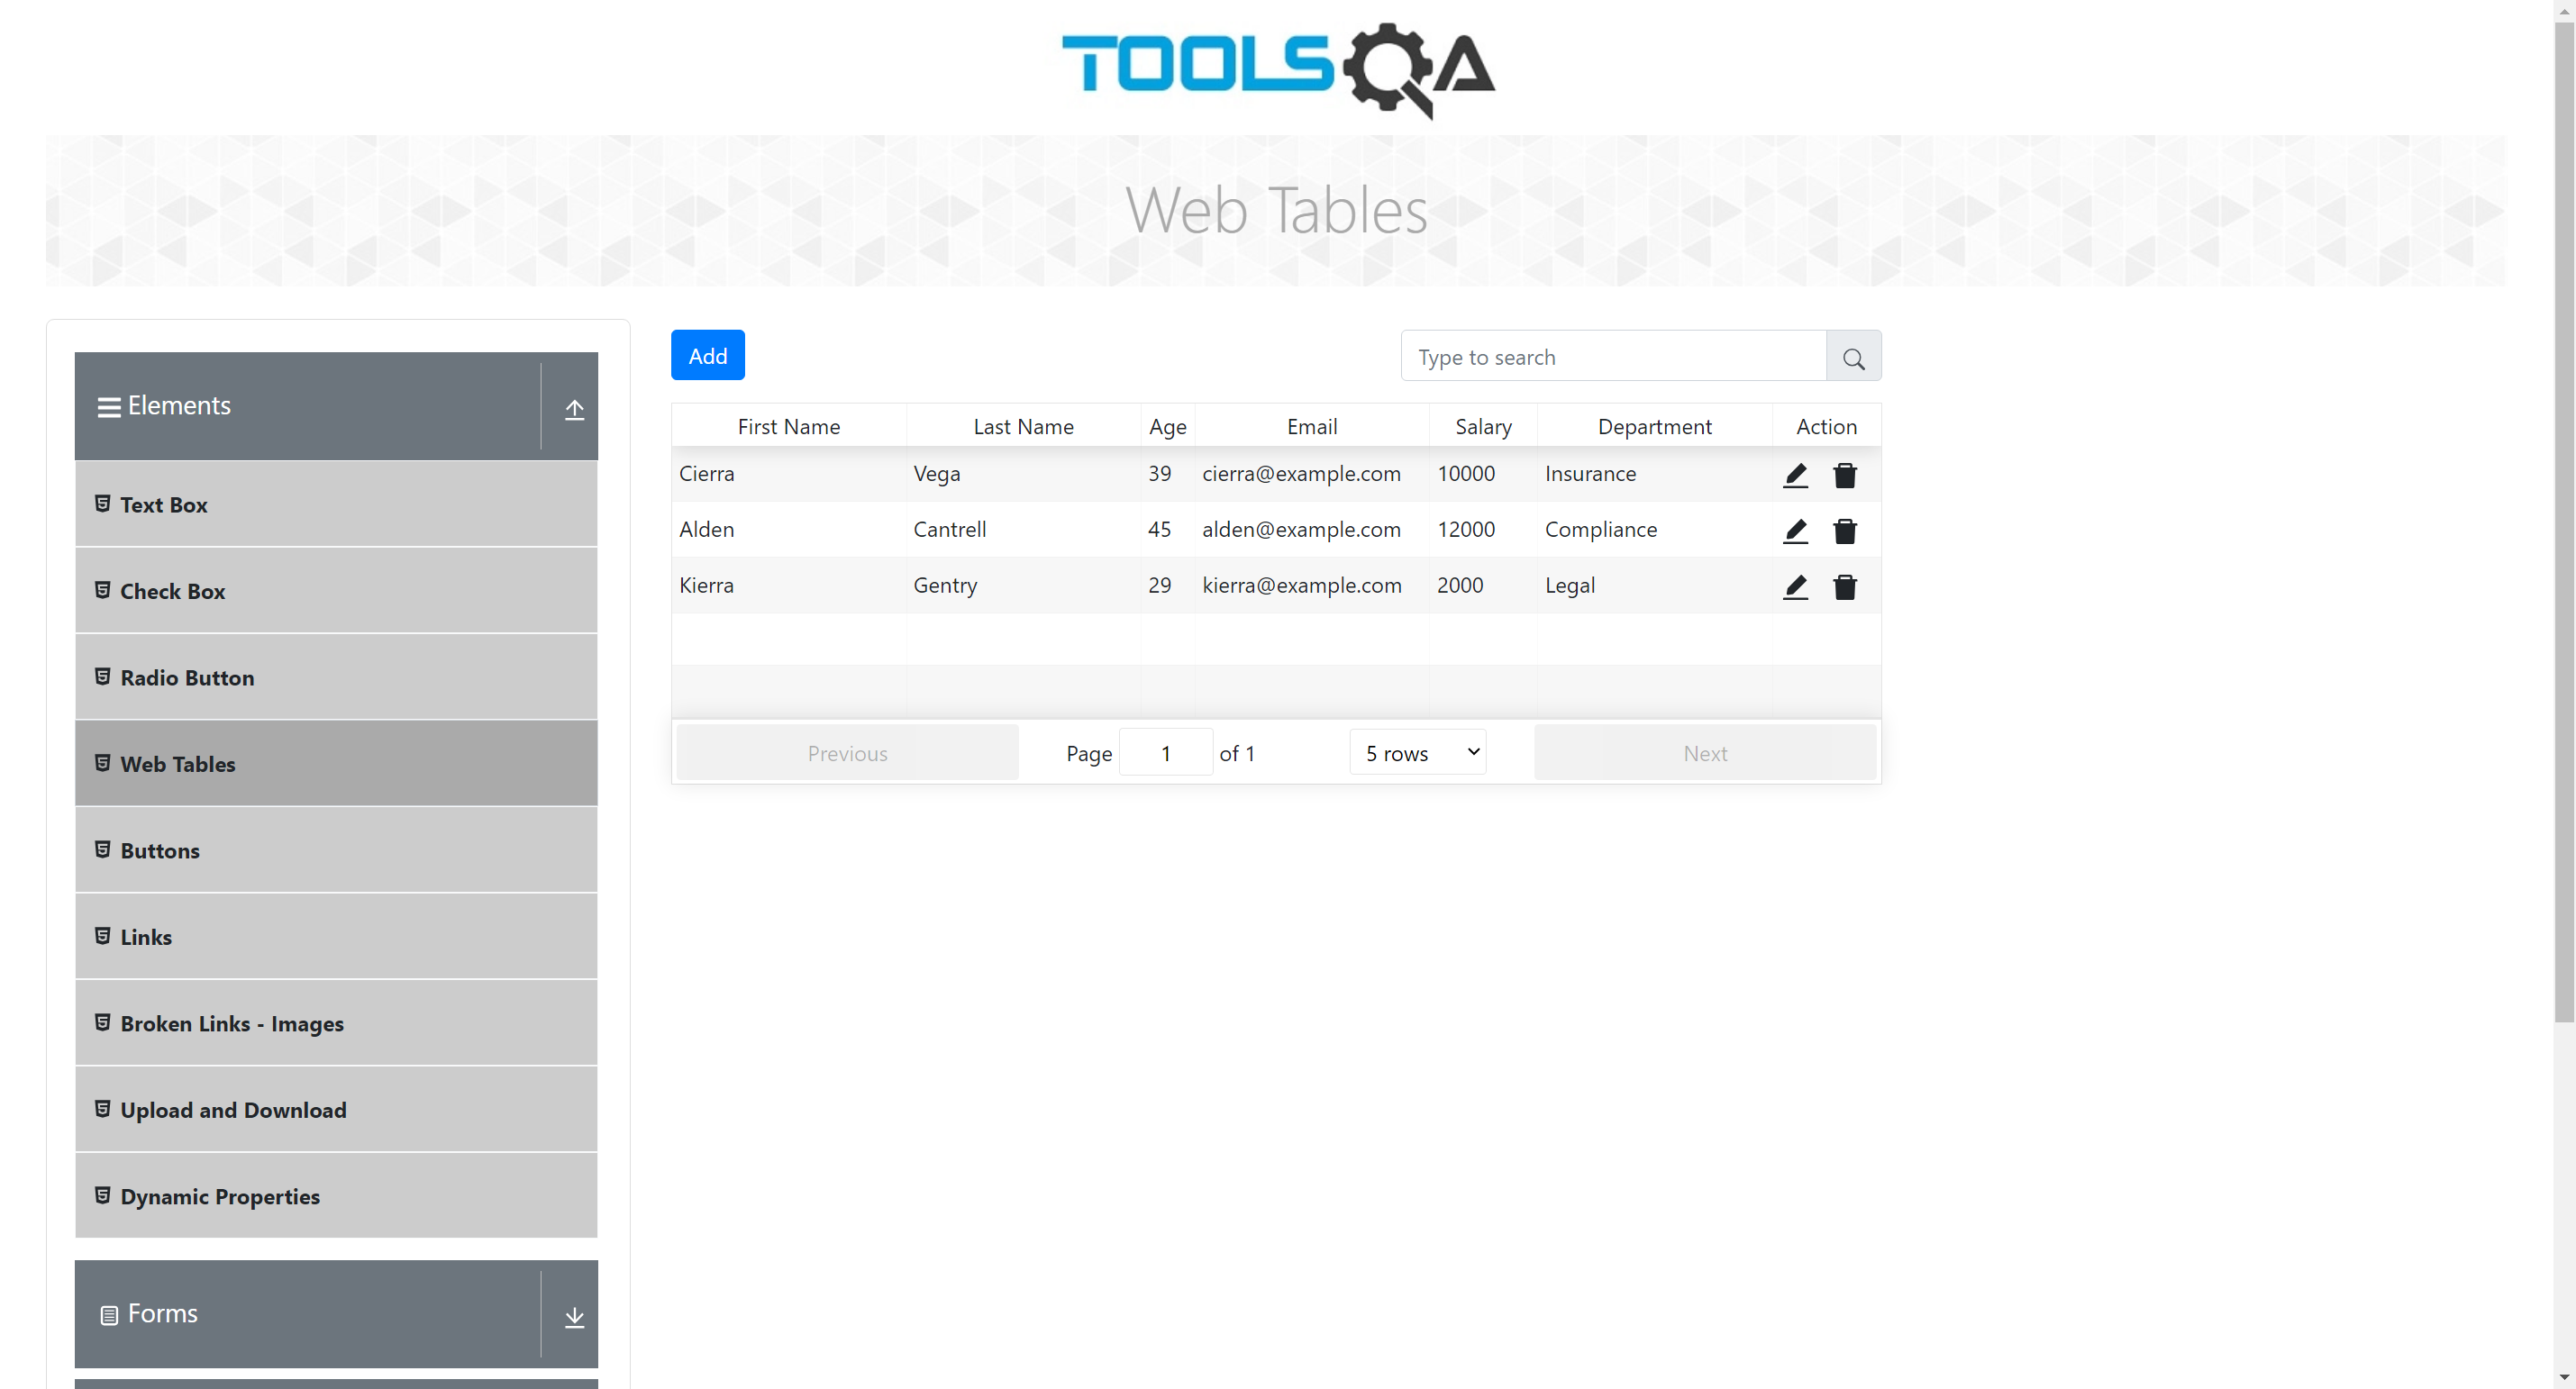 TOOLSQA
Web Tables
Elements
Text Box
Check Box
Radio Button
Web Tables
Buttons
Links
Broken Links - Images
Upload and Download
Dynamic Properties
Forms
Add
Type to search
First Name Last Name Age Email Salary Department Action
Cierra Vega 39 cierra@example.com 10000 Insurance
Alden Cantrell 45 alden@example.com 12000 Compliance
Kierra Gentry 29 kierra@example.com 2000 Legal
Previous Page 1 of 1 5 rows Next